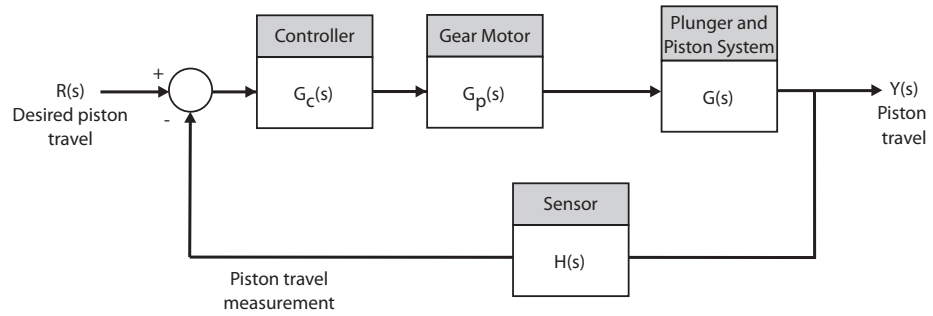 Controller
Gear Motor
Plunger and
Piston System
R(s)
Desired piston
travel
+
-
Gc(s)
Gp(s)
G(s)
Y(s)
Piston
travel
Sensor
H(s)
Piston travel
measurement